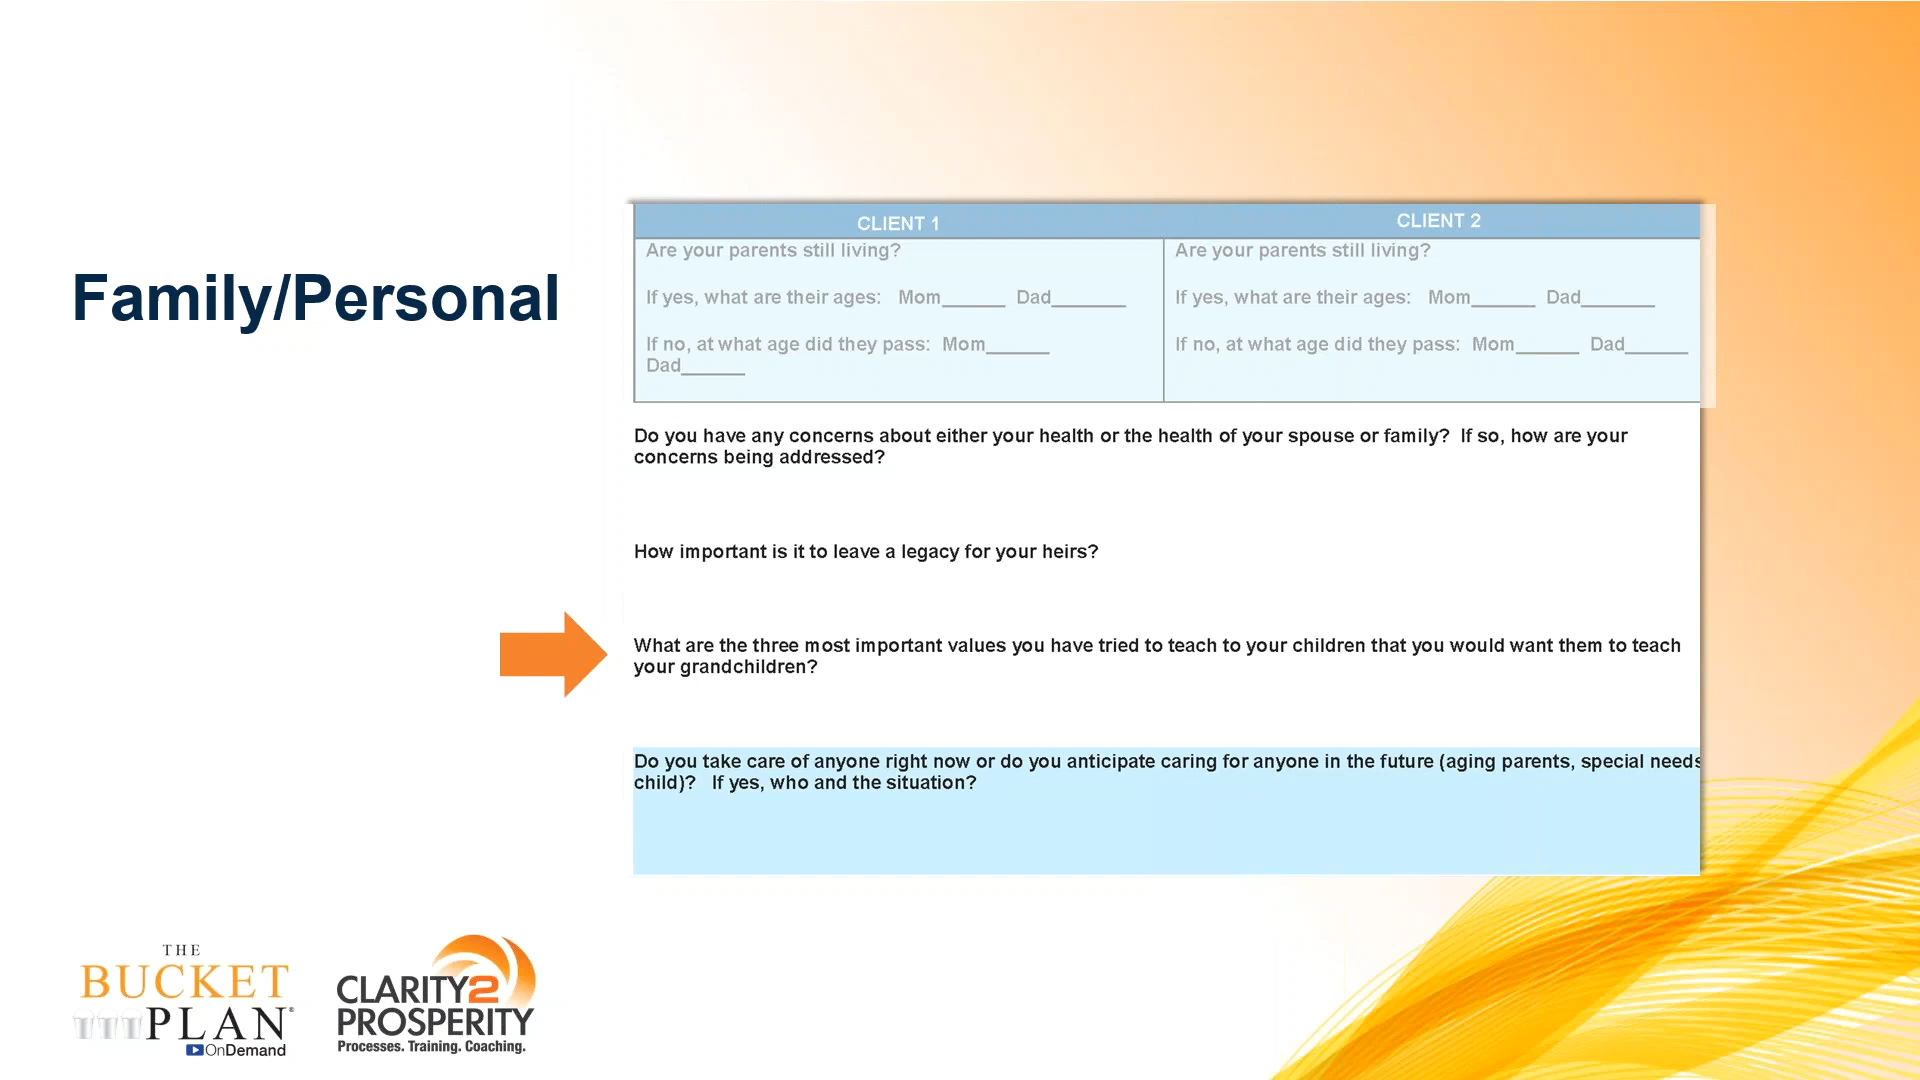 Family/Personal
CLIENT 1
CLIENT 2
Are your parents still living?
If yes, what are their ages: Mom______ Dad_______
If no, at what age did they pass: Mom______
Dad______
Are your parents still living?
If yes, what are their ages: Mom______ Dad_______
If no, at what age did they pass: Mom______ Dad______
Do you have any concerns about either your health or the health of your spouse or family? If so, how are your
concerns being addressed?
How important is it to leave a legacy for your heirs?
What are the three most important values you have tried to teach to your children that you would want them to teach
your grandchildren?
Do you take care of anyone right now or do you anticipate caring for anyone in the future (aging parents, special needs
child)? If yes, who and the situation?
THE
BUCKET
PLAN®
OnDemand
CLARITY2
PROSPERITY
Processes. Training. Coaching.